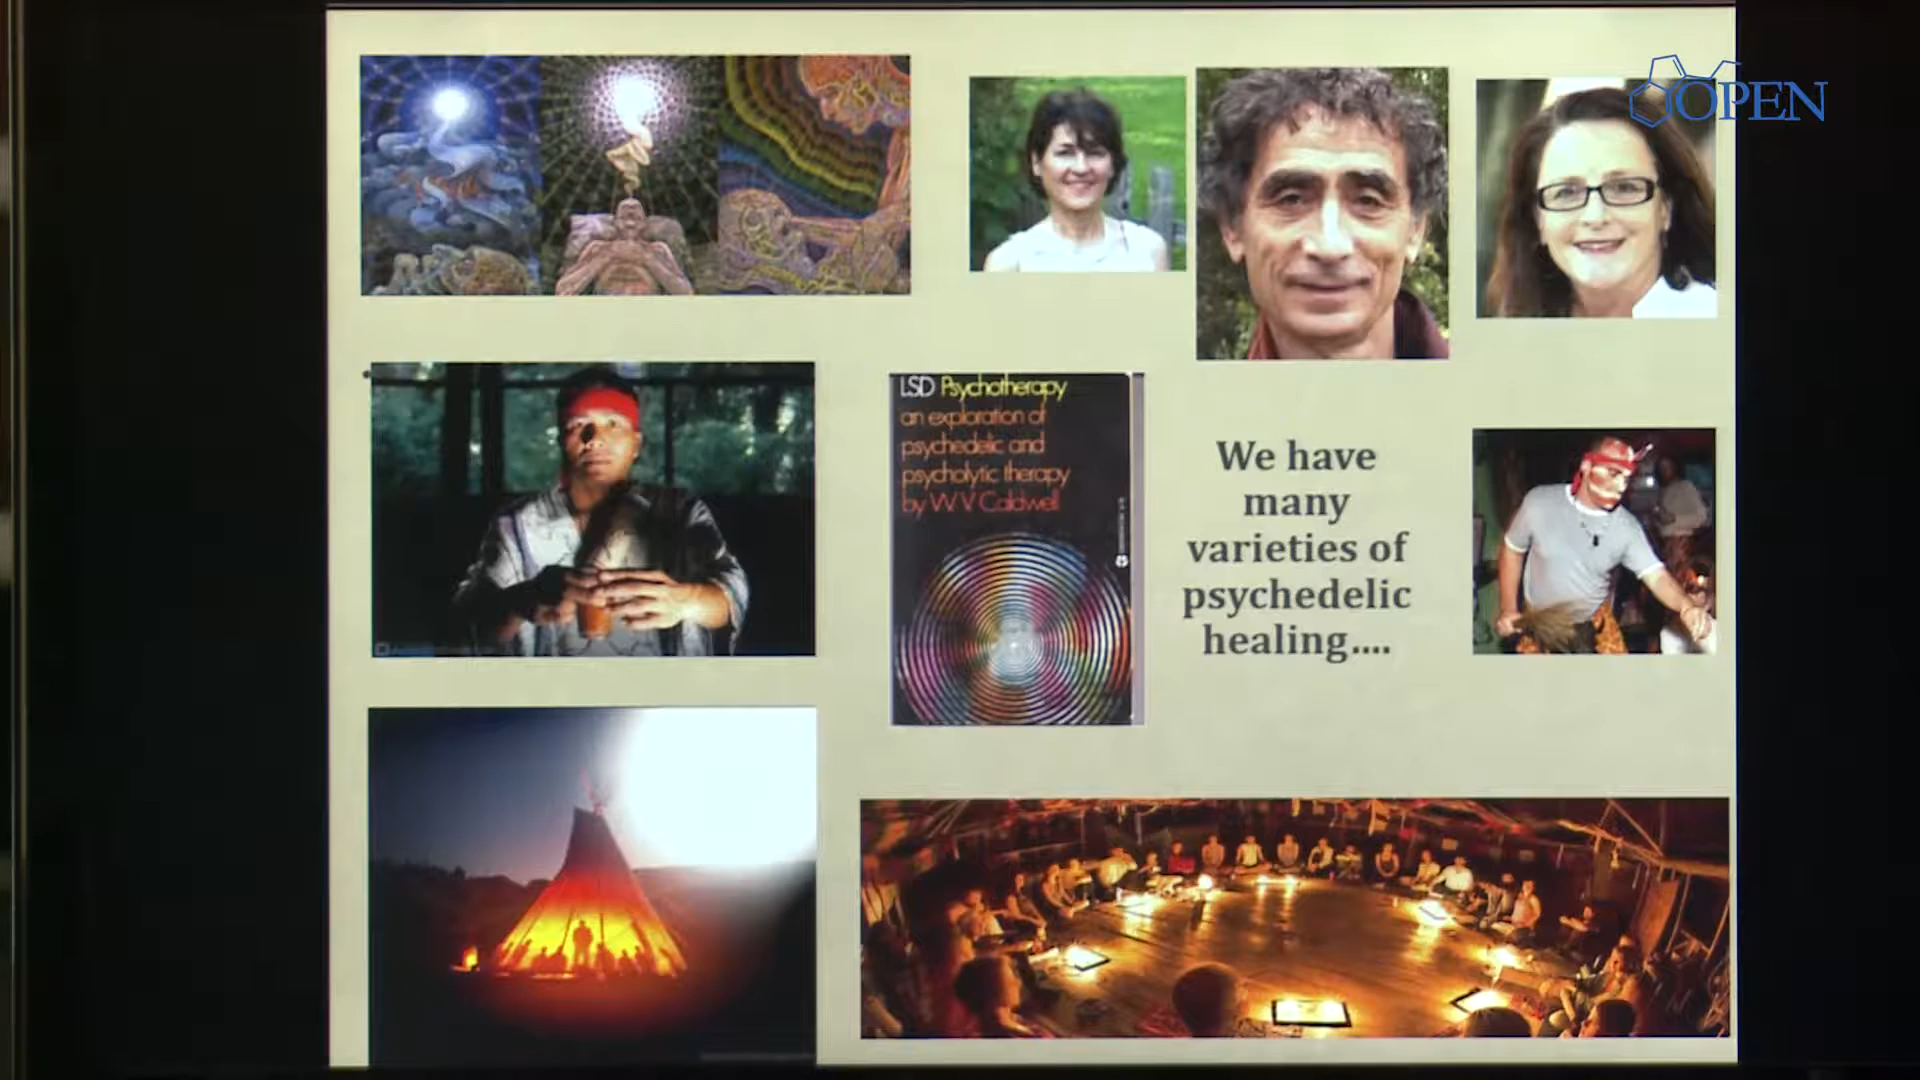 OPEN
LSD Psychotherapy
an exploration of
psychedelic and
psycholytic therapy
by W.V. Caldwell
We have
many
varieties of
psychedelic
healing....